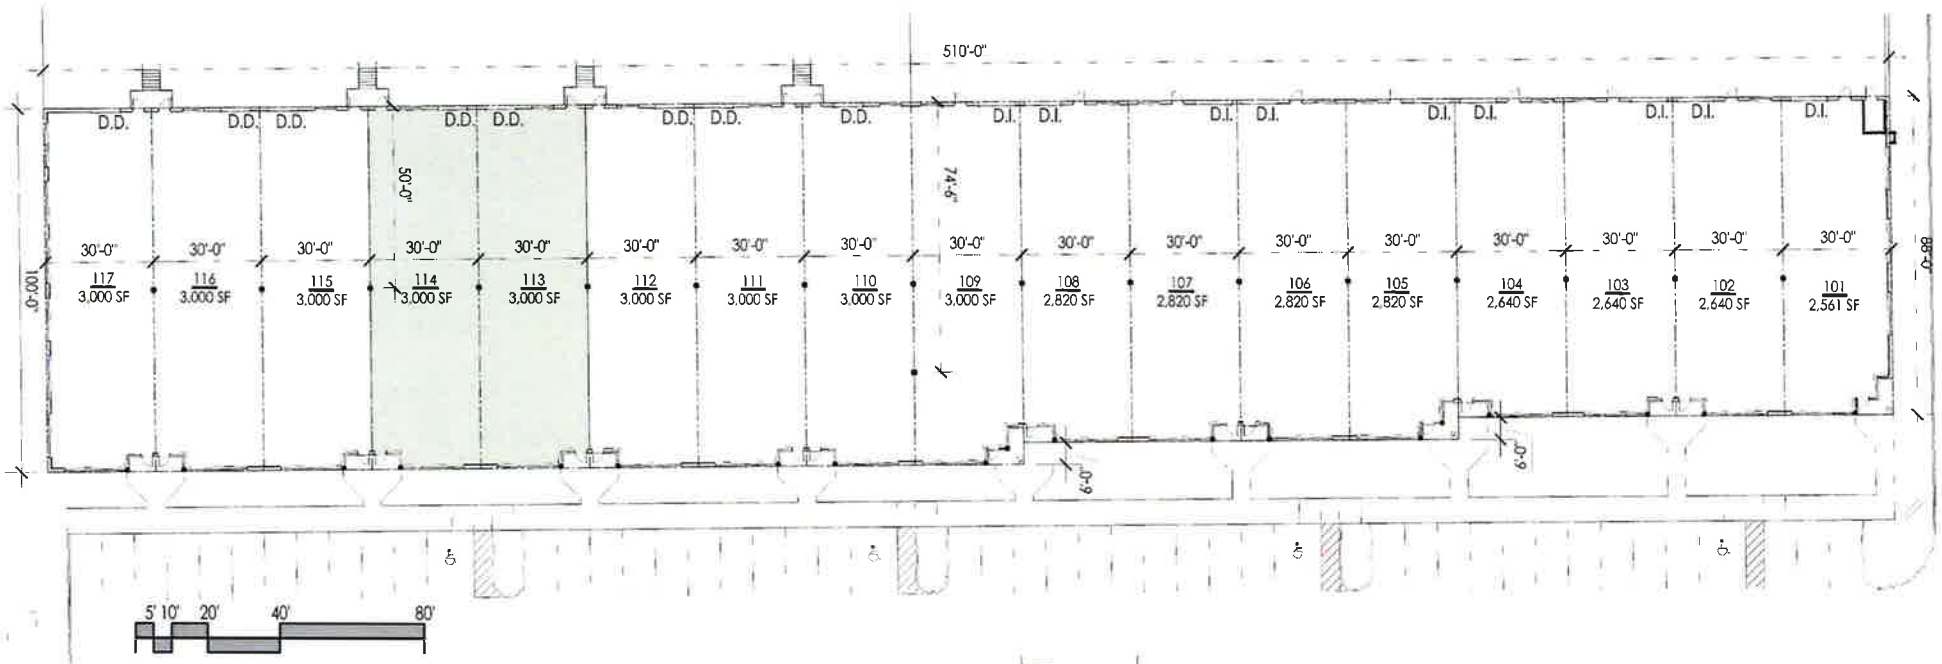 510'-0"
D.D. D.D. D.D. D.D. D.D. D.D. D.D. D.D. D.I. D.I. D.I. D.I. D.I. D.I. D.I. D.I. D.I.
50'-0"
74'-6"
30'-0" 30'-0" 30'-0" 30'-0" 30'-0" 30'-0" 30'-0" 30'-0" 30'-0" 30'-0" 30'-0" 30'-0" 30'-0" 30'-0" 30'-0" 30'-0" 30'-0"
100'-0"
88'-0"
117
3,000 SF
116
3,000 SF
115
3,000 SF
114
3,000 SF
113
3,000 SF
112
3,000 SF
111
3,000 SF
110
3,000 SF
109
3,000 SF
108
2,820 SF
107
2,820 SF
106
2,820 SF
105
2,820 SF
104
2,640 SF
103
2,640 SF
102
2,640 SF
101
2,561 SF
6'-0"
6'-0"
5' 10' 20' 40' 80'